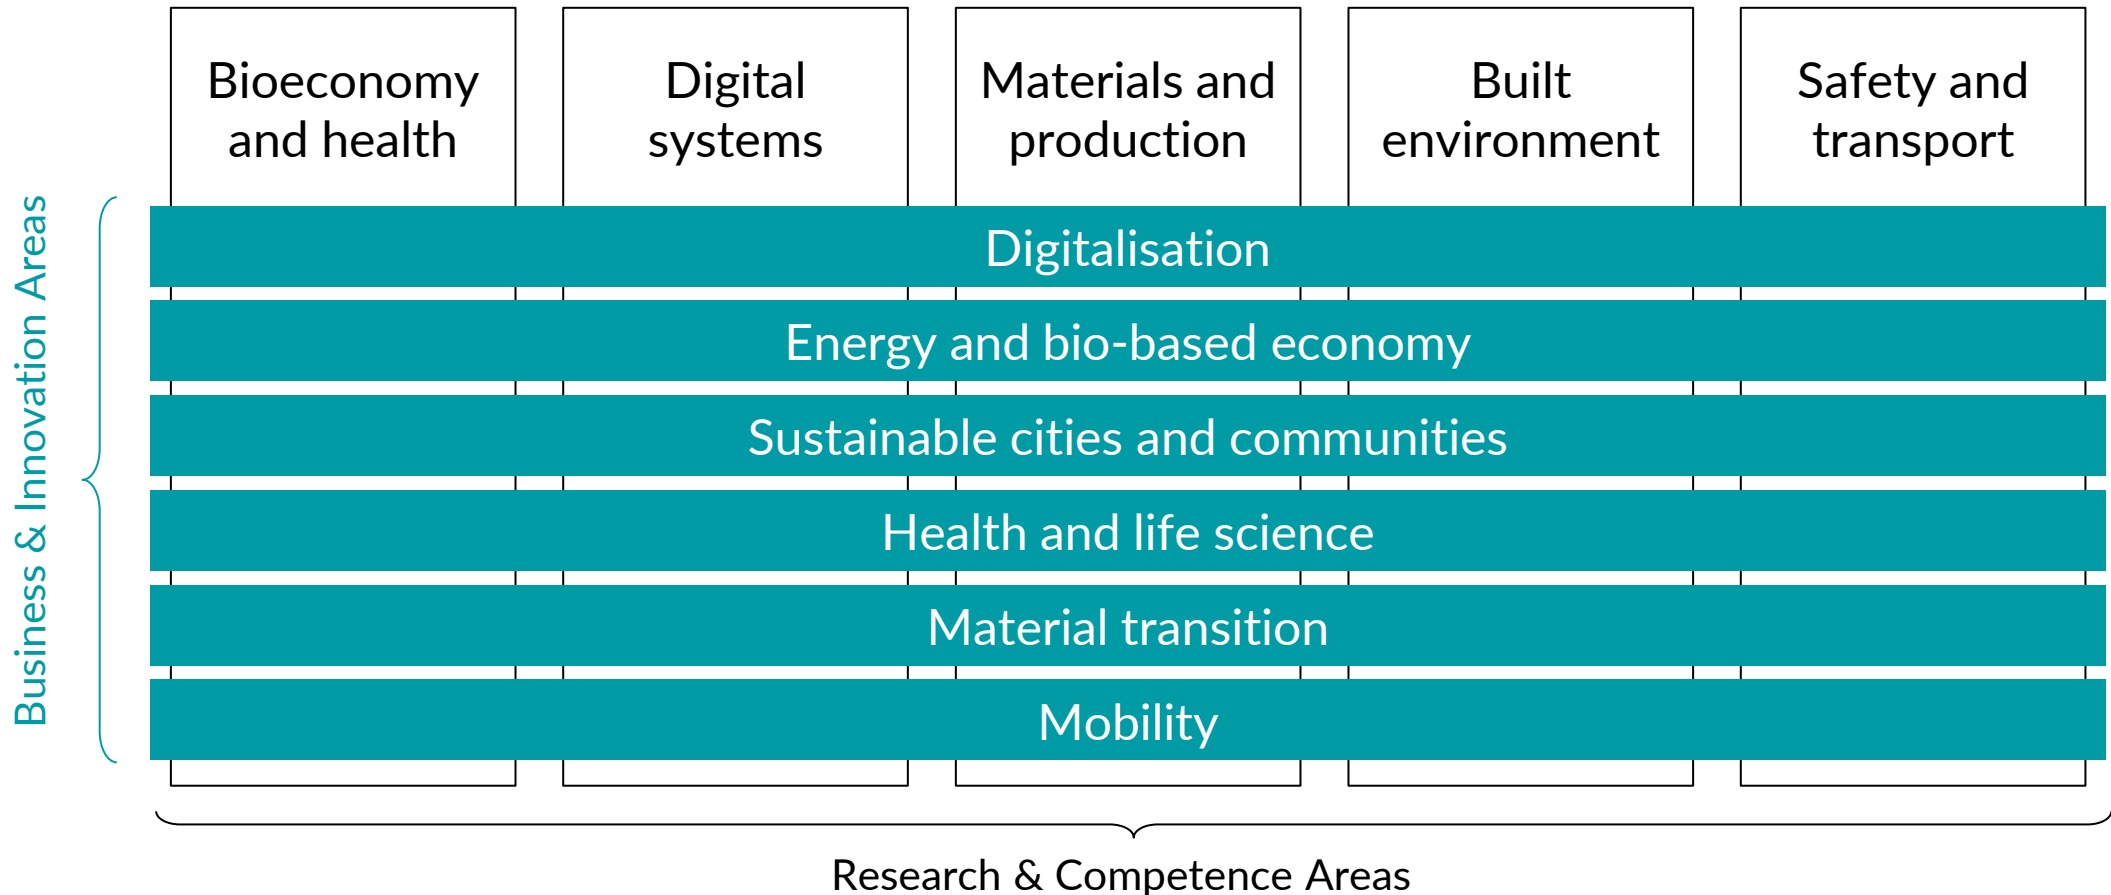 Bioeconomy
and health
Digital
systems
Materials and
production
Built
environment
Safety and
transport
Business & Innovation Areas
Digitalisation
Energy and bio-based economy
Sustainable cities and communities
Health and life science
Material transition
Mobility
Research & Competence Areas